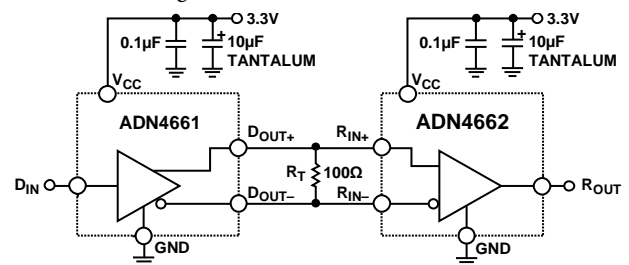 3.3V
3.3V
0.1µF
+
10µF
TANTALUM
0.1µF
+
10µF
TANTALUM
VCC
VCC
ADN4661
ADN4662
DOUT+
RIN+
DIN
RT
100Ω
ROUT
DOUT–
RIN–
GND
GND